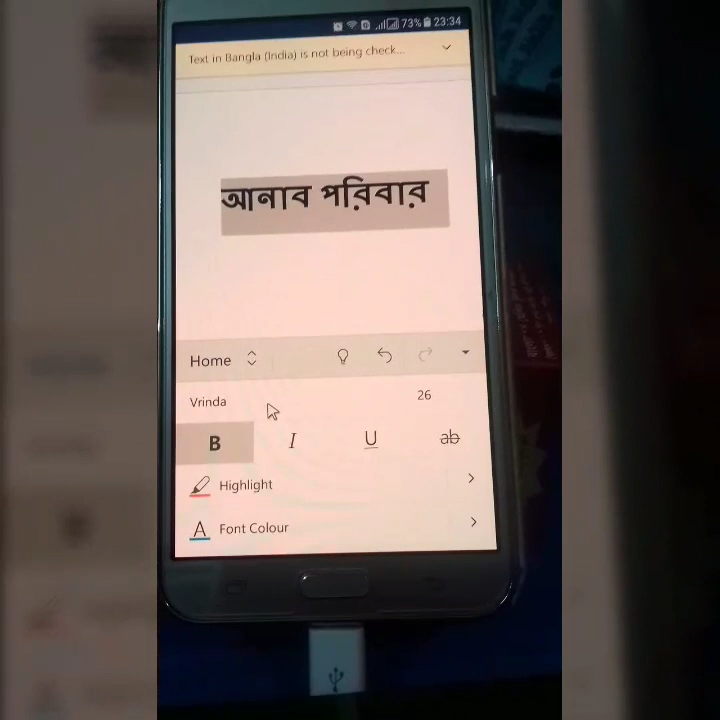 73% 23:34
Text in Bangla (India) is not being check...
আনাব পরিবার
Home
Vrinda 26
B I U ab
Highlight
A Font Colour